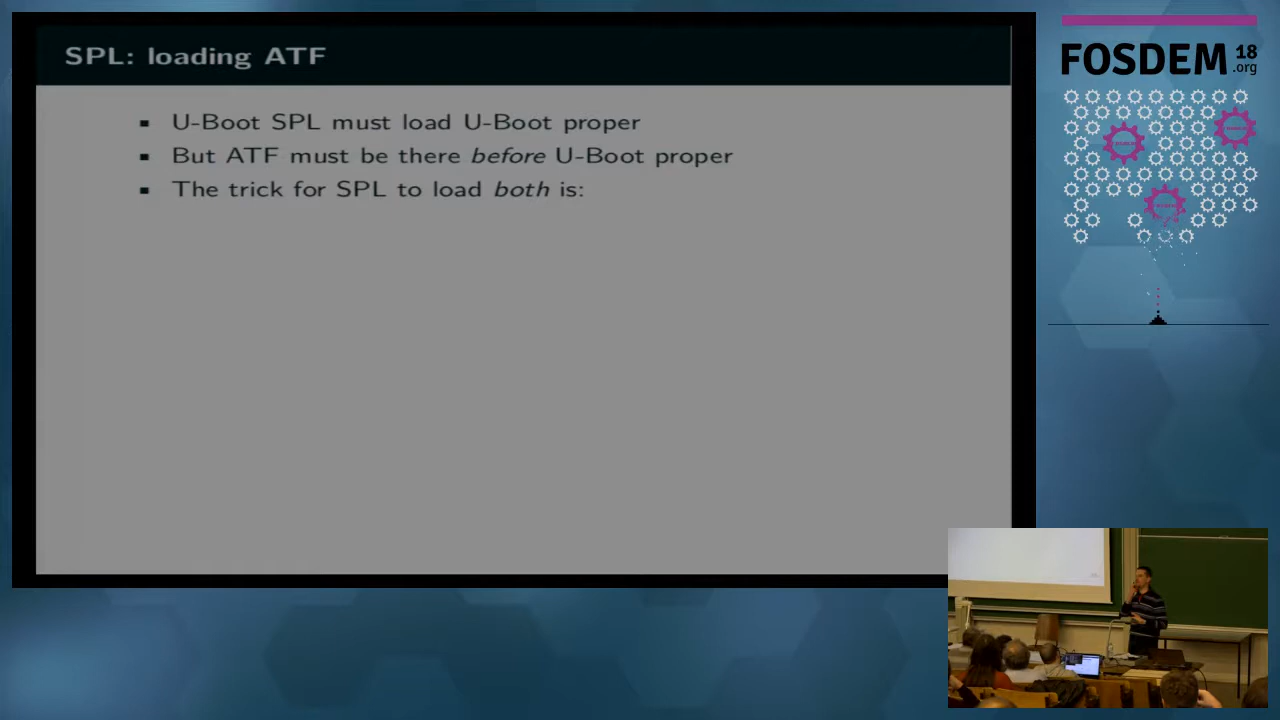 SPL: loading ATF
▪ U-Boot SPL must load U-Boot proper
▪ But ATF must be there before U-Boot proper
▪ The trick for SPL to load both is:
FOSDEM 18
.org